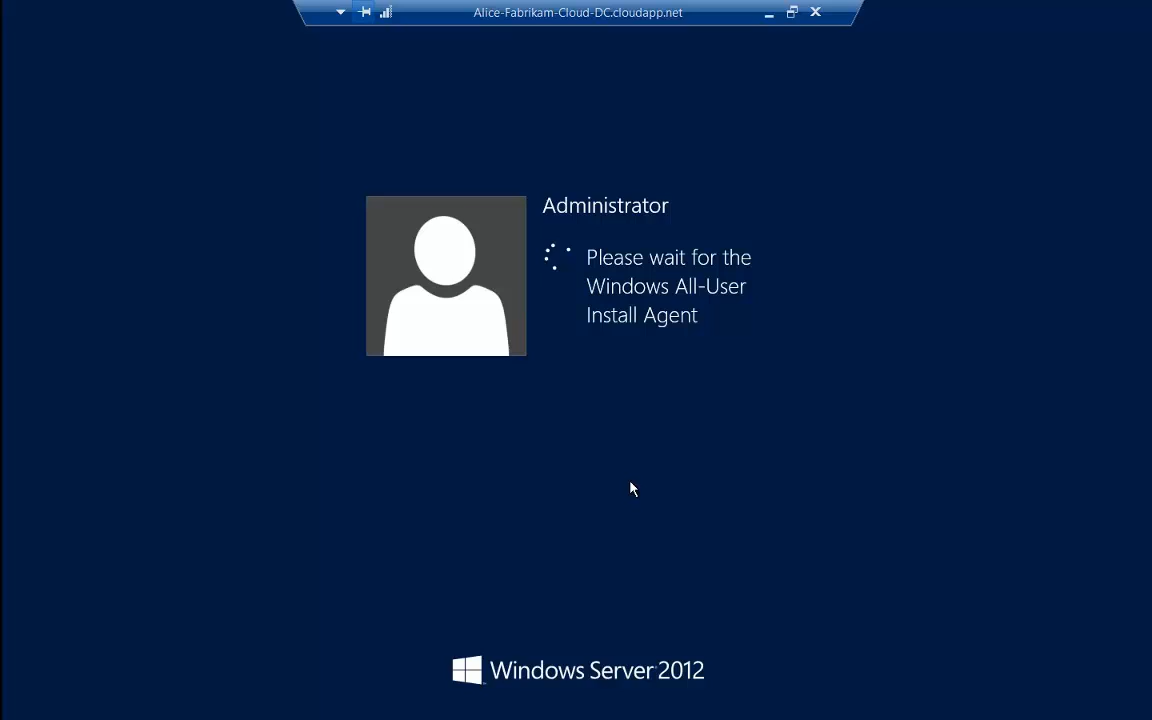 Alice-Fabrikam-Cloud-DC.cloudapp.net
Administrator
Please wait for the
Windows All-User
Install Agent
Windows Server 2012